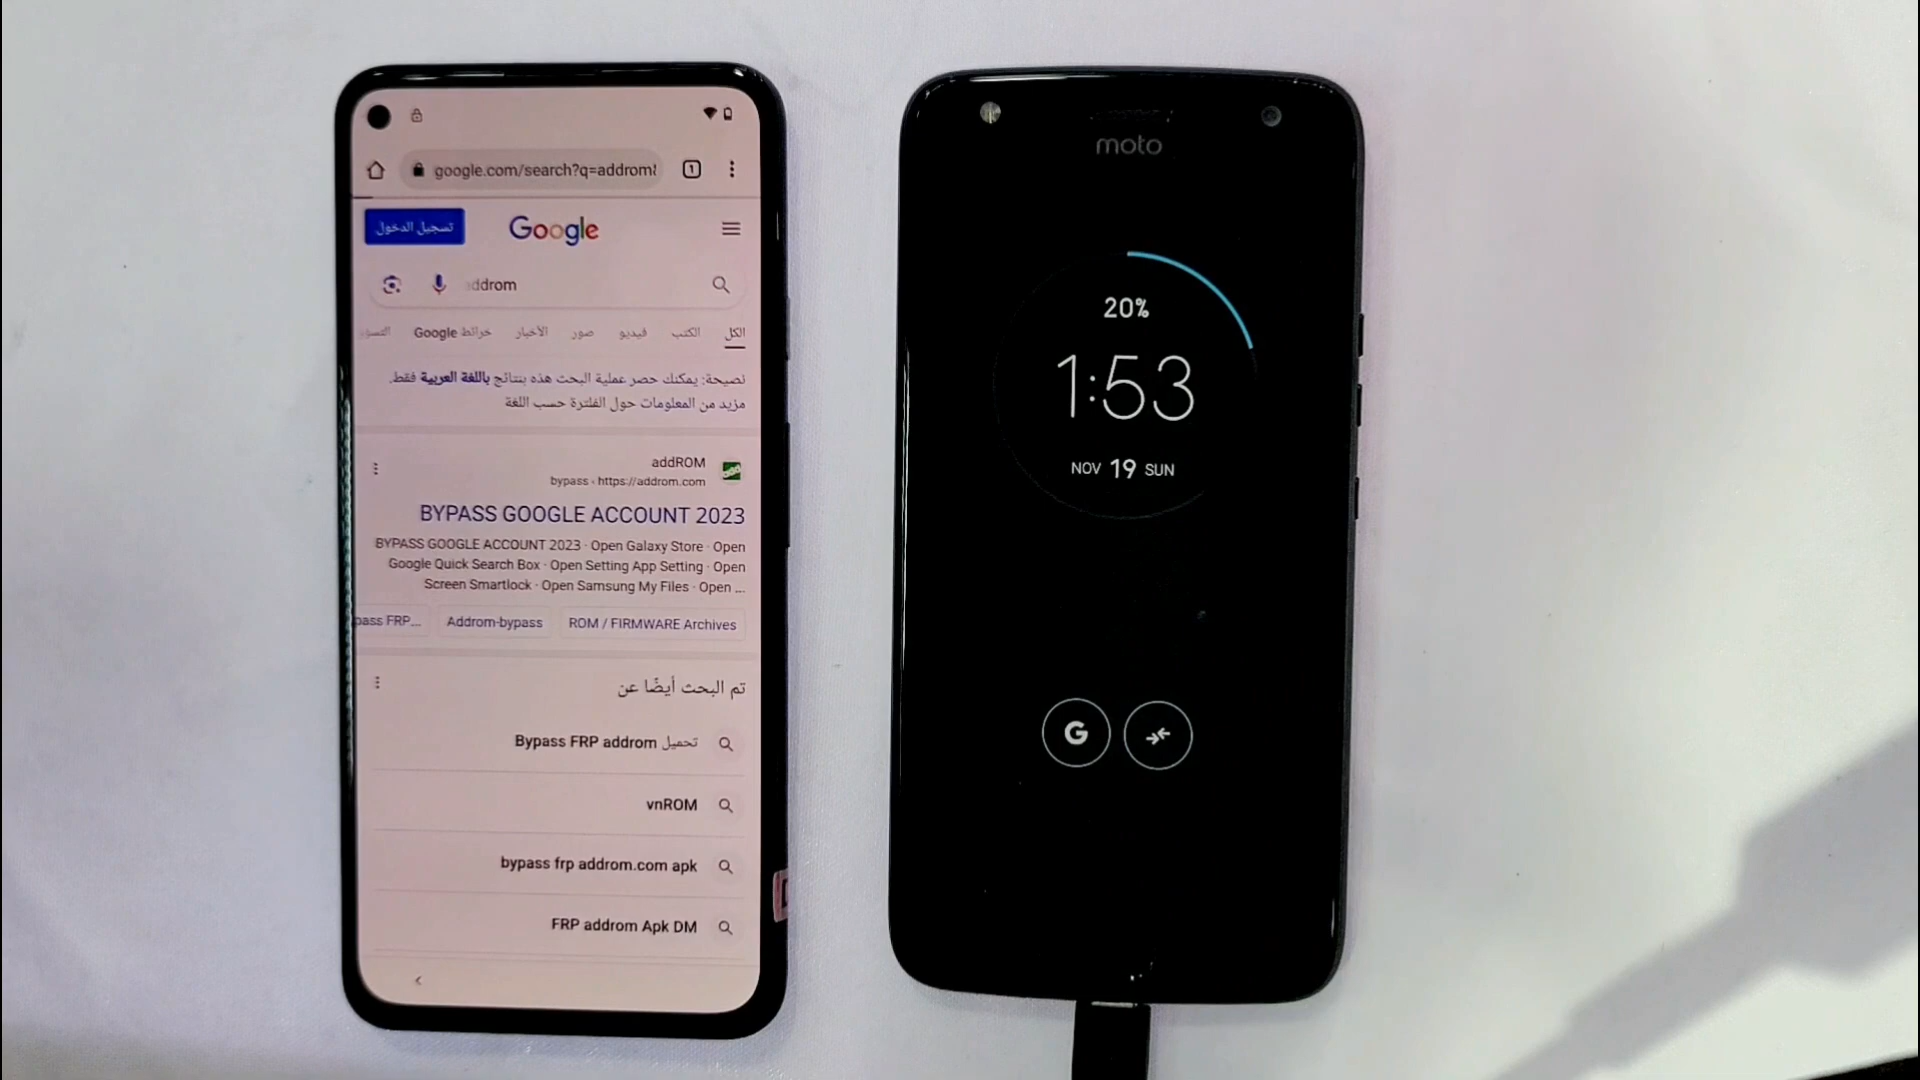 google.com/search?q=addrom
1
تسجيل الدخول
Google
ddrom
الكل الكتب فيديو صور الأخبار خرائط Google
نصيحة: يمكنك حصر عملية البحث هذه بنتائج باللغة العربية فقط.
مزيد من المعلومات حول الفلترة حسب اللغة
addROM
bypass › https://addrom.com
BYPASS GOOGLE ACCOUNT 2023
BYPASS GOOGLE ACCOUNT 2023 · Open Galaxy Store · Open
Google Quick Search Box · Open Setting App Setting · Open
Screen Smartlock · Open Samsung My Files · Open ...
pass FRP... Addrom-bypass ROM / FIRMWARE Archives
تم البحث أيضًا عن
تحميل Bypass FRP addrom
vnROM
bypass frp addrom.com apk
FRP addrom Apk DM
moto
20%
1:53
NOV 19 SUN
G